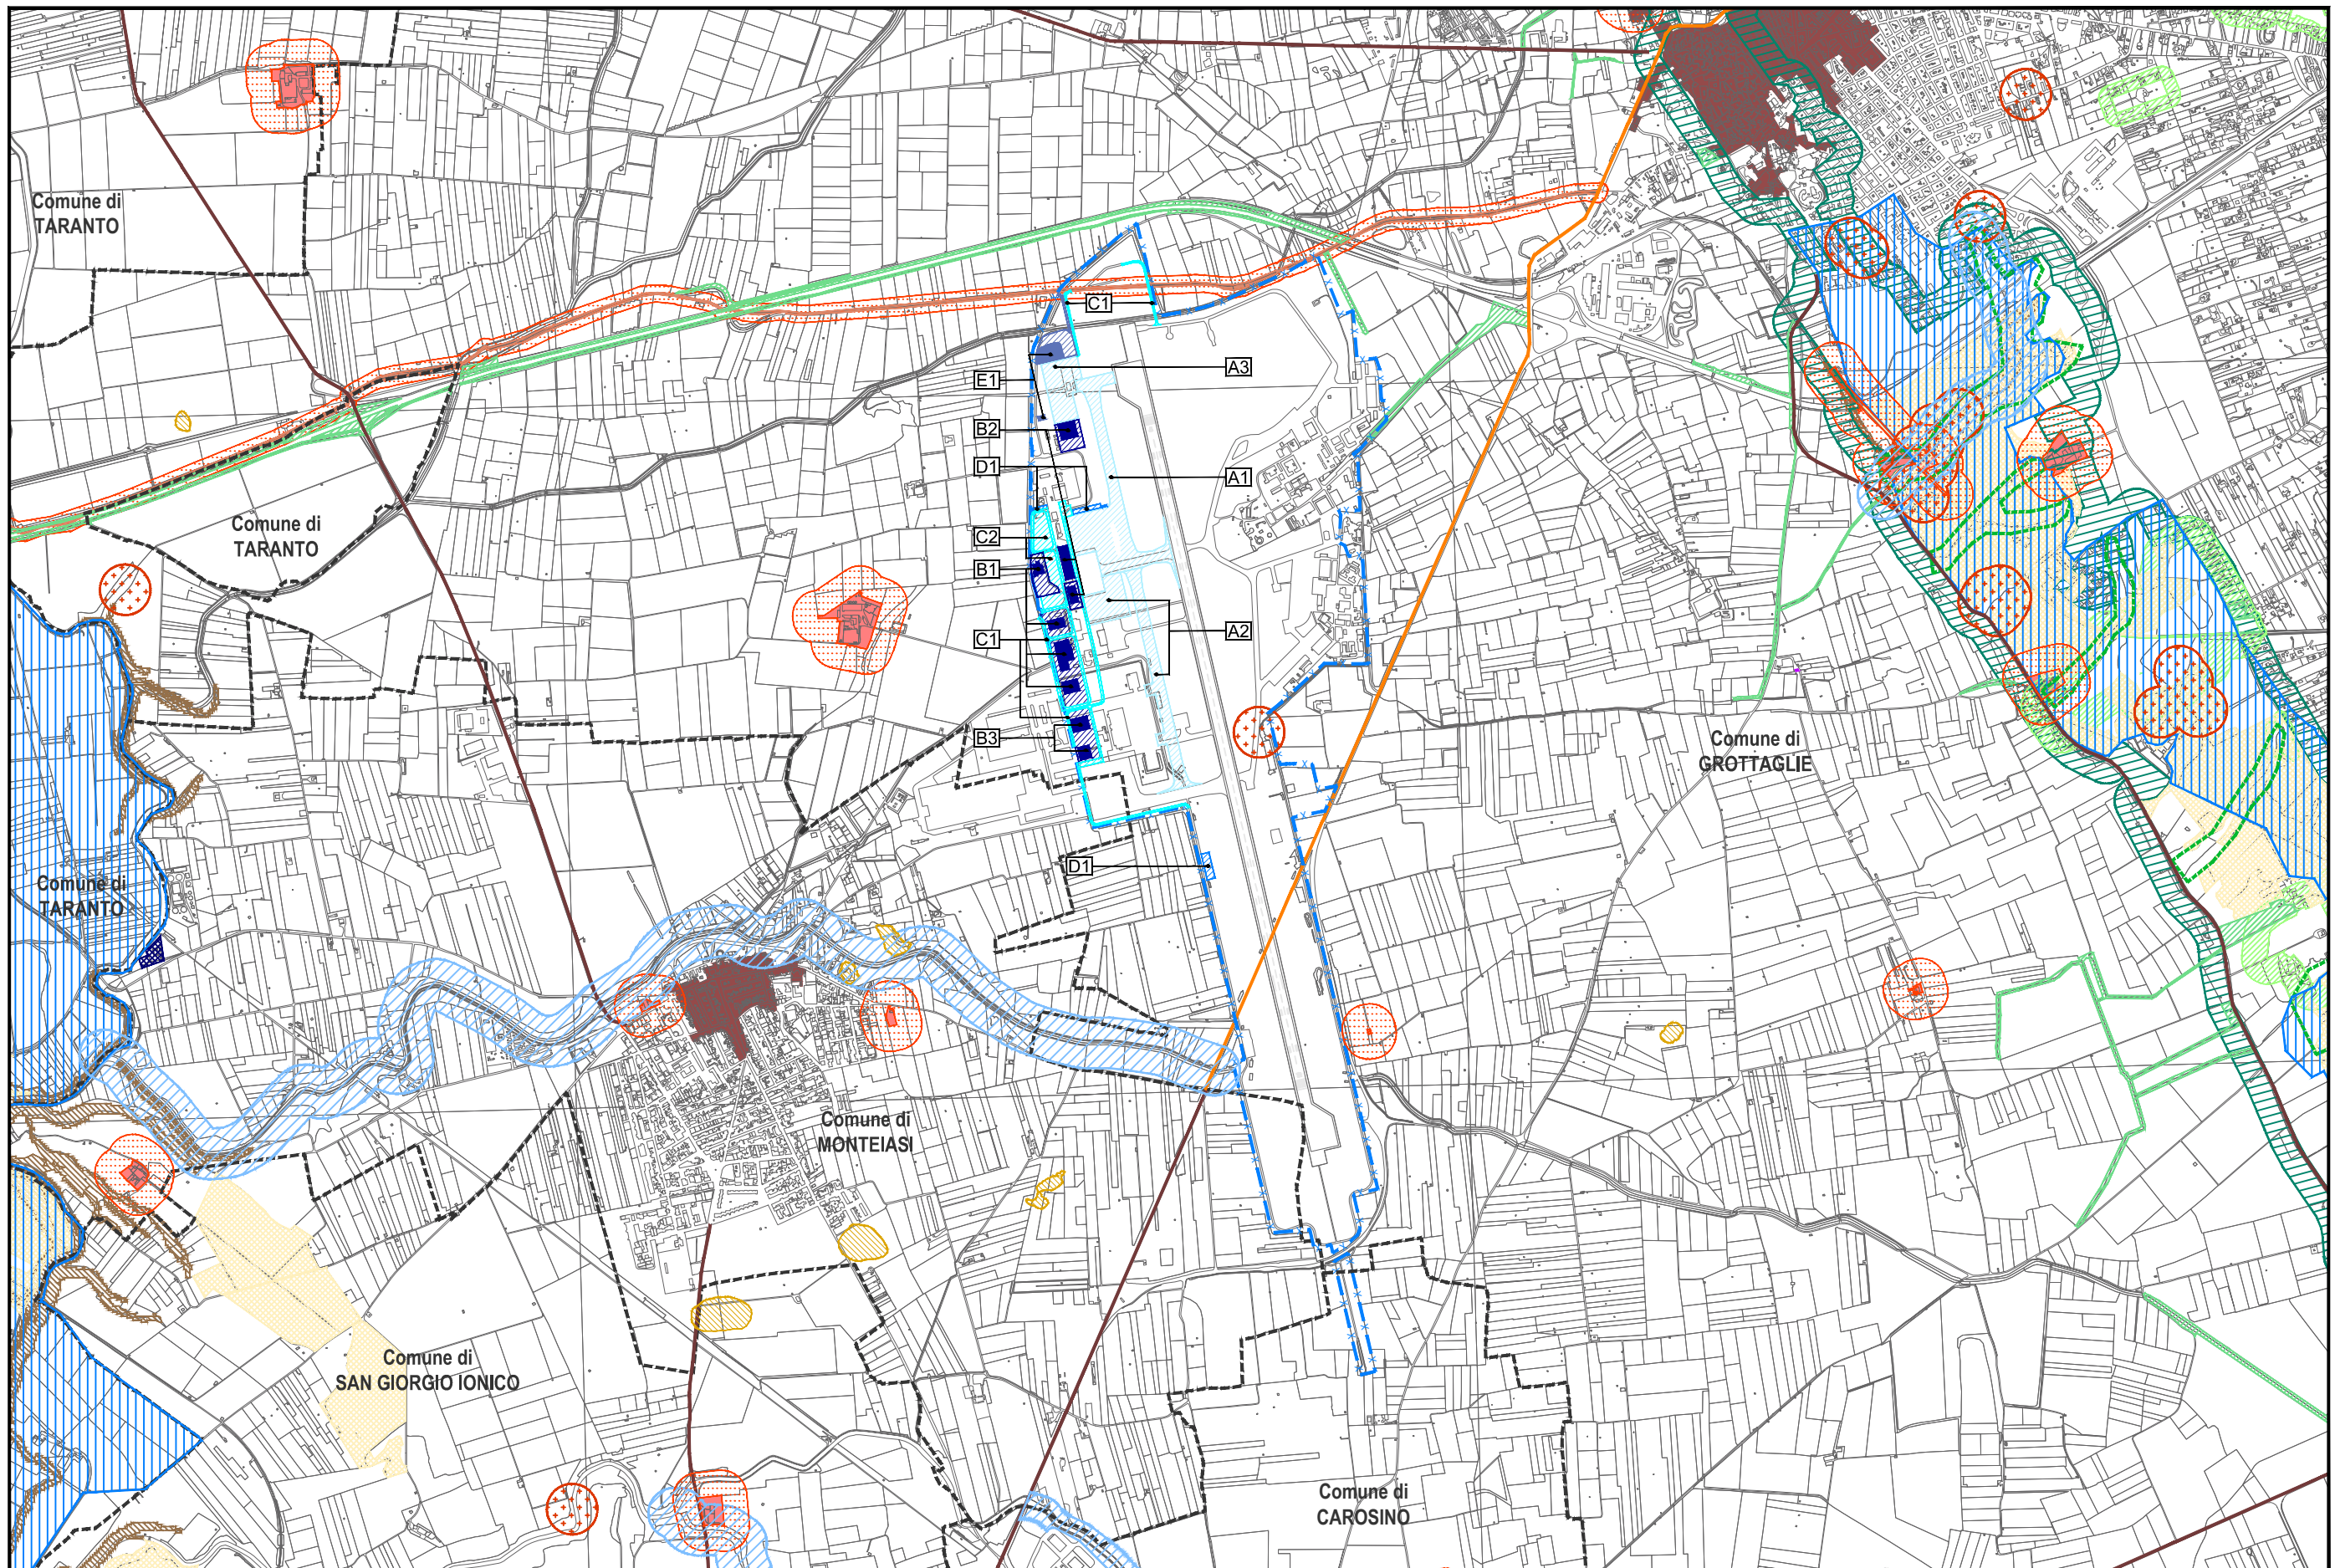 Comune di
TARANTO
C1
A3
E1
B2
D1
A1
Comune di
TARANTO
C2
B1
C1
A2
B3
Comune di
GROTTAGLIE
D1
Comune di
TARANTO
Comune di
MONTEIASI
Comune di
SAN GIORGIO IONICO
Comune di
CAROSINO